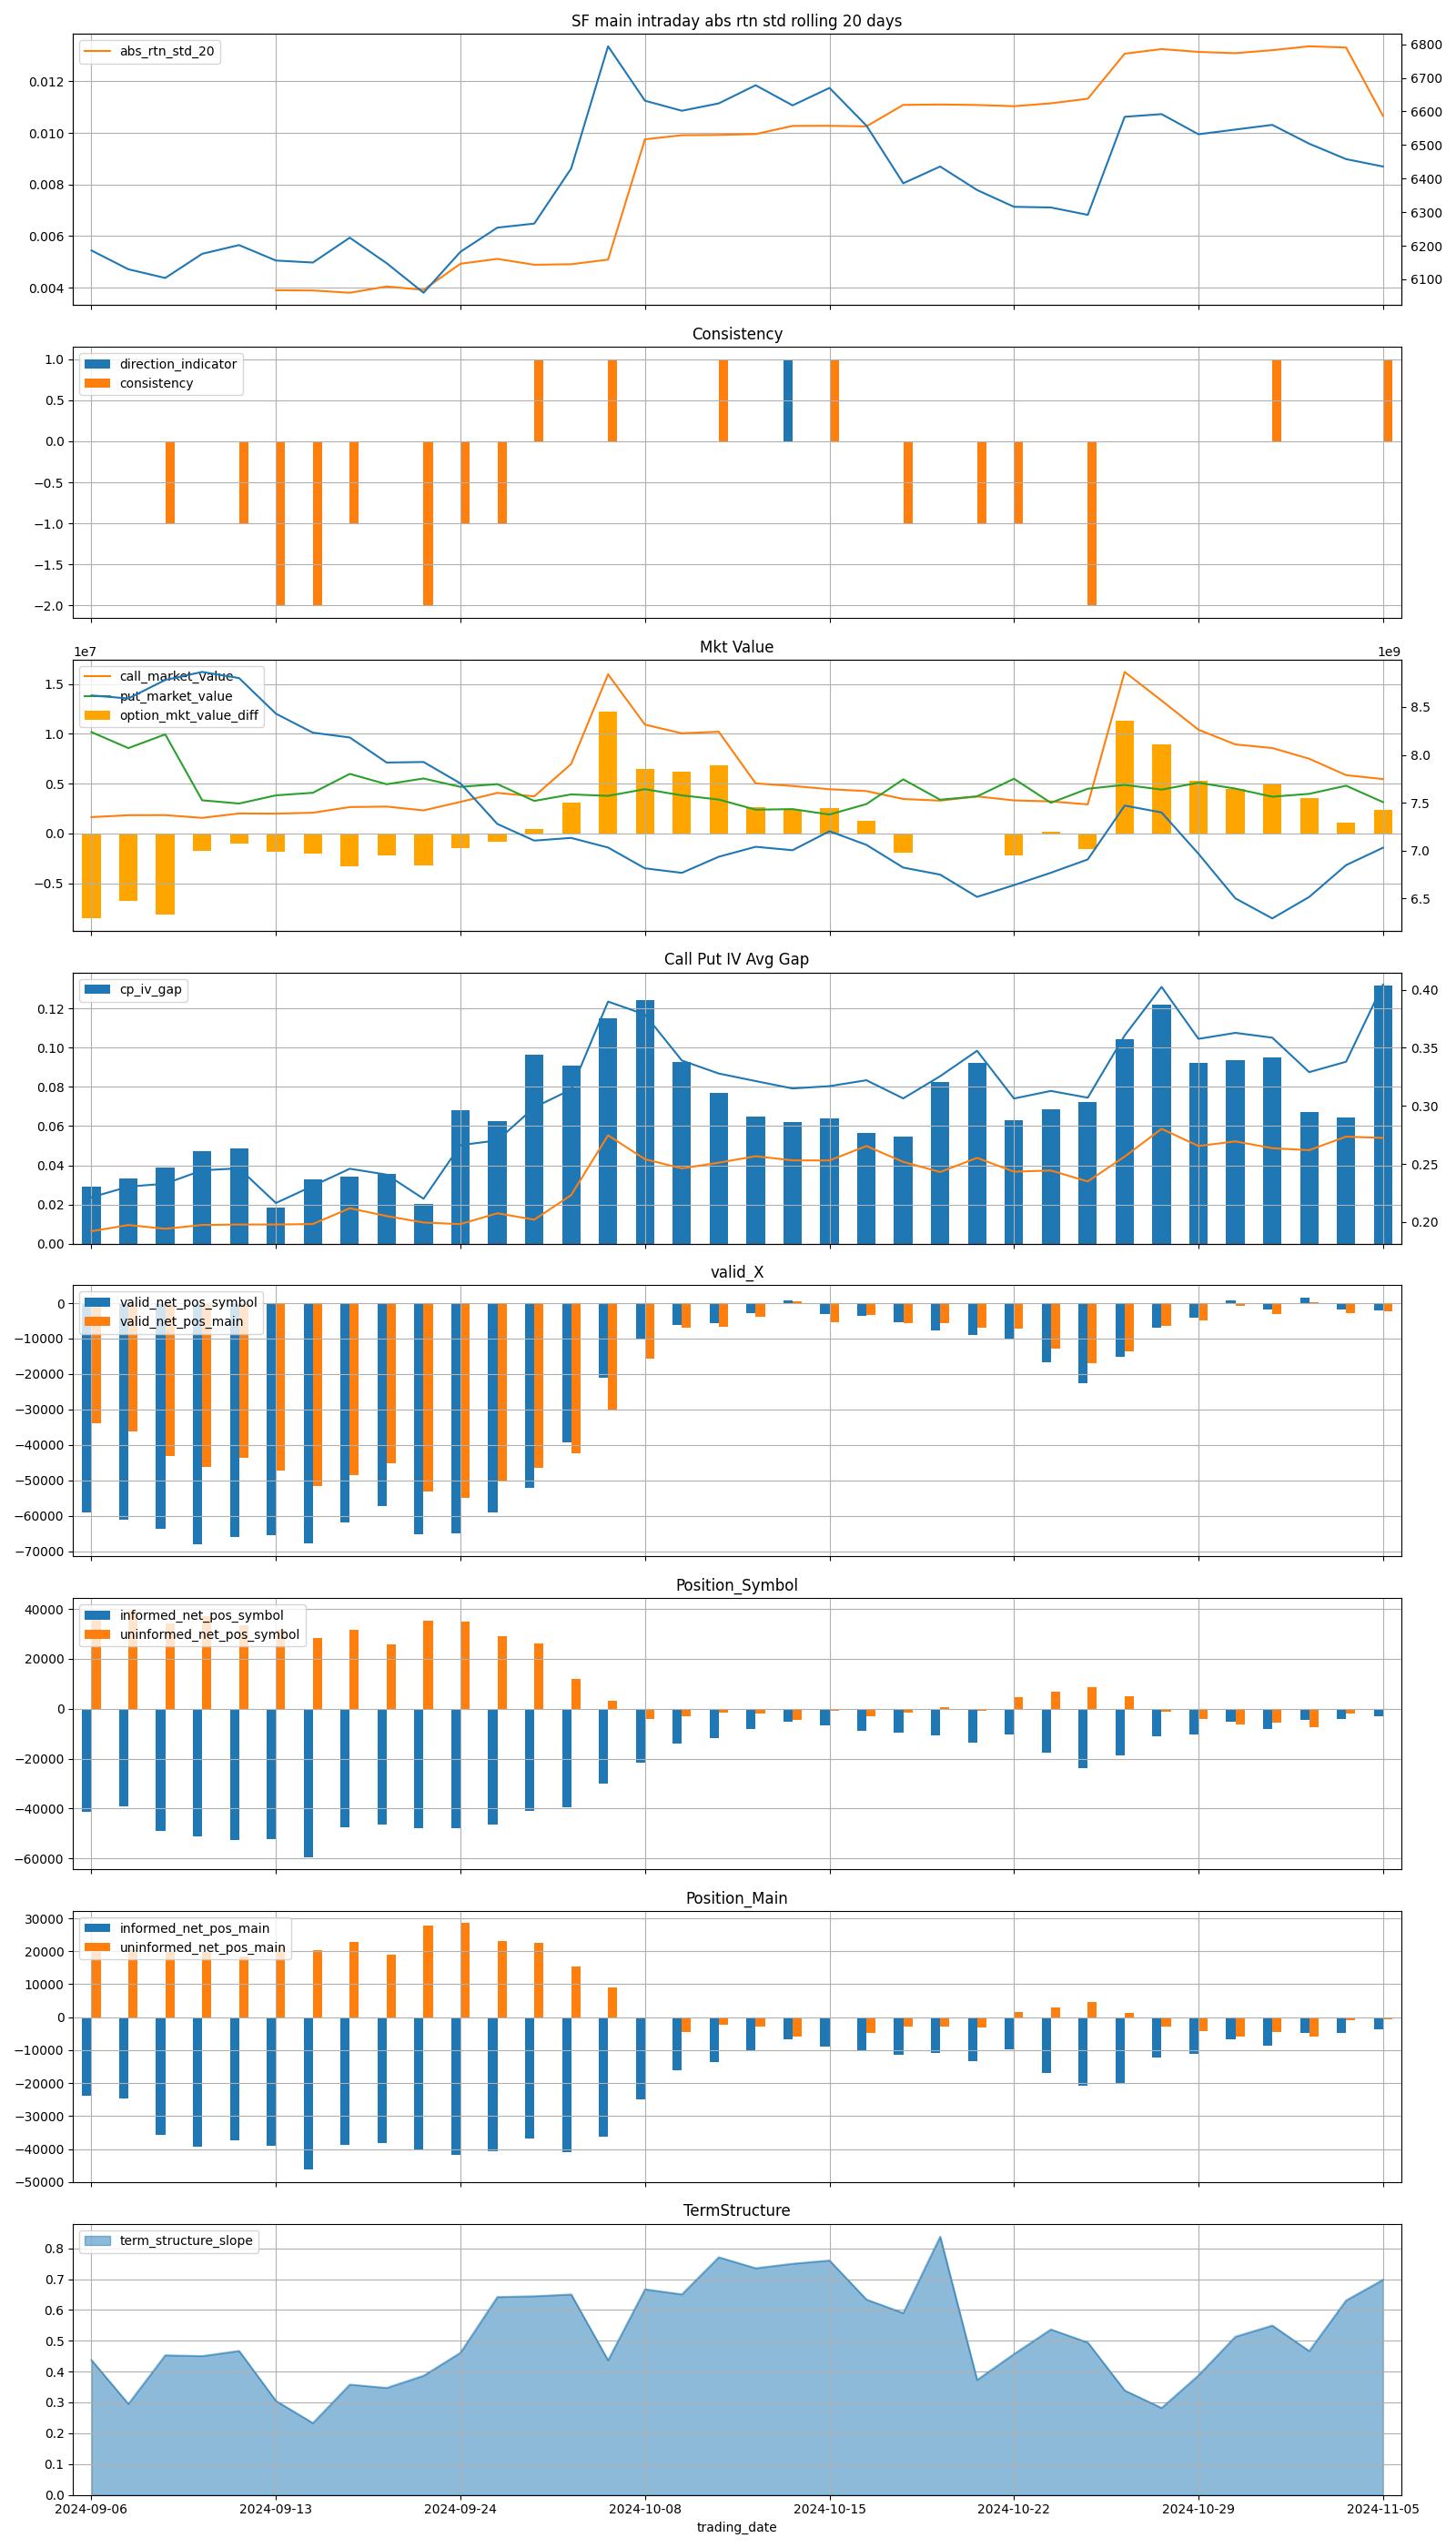 SF main intraday abs rtn std rolling 20 days
abs_rtn_std_20
0.012
0.010
0.008
0.006
0.004
6800
6700
6600
6500
6400
6300
6200
6100
Consistency
direction_indicator
consistency
1.0
0.5
0.0
−0.5
−1.0
−1.5
−2.0
Mkt Value
1e7
1e9
call_market_value
put_market_value
option_mkt_value_diff
1.5
1.0
0.5
0.0
−0.5
8.5
8.0
7.5
7.0
6.5
Call Put IV Avg Gap
cp_iv_gap
0.12
0.10
0.08
0.06
0.04
0.02
0.00
0.40
0.35
0.30
0.25
0.20
valid_X
valid_net_pos_symbol
valid_net_pos_main
0
−10000
−20000
−30000
−40000
−50000
−60000
−70000
Position_Symbol
informed_net_pos_symbol
uninformed_net_pos_symbol
40000
20000
0
−20000
−40000
−60000
Position_Main
informed_net_pos_main
uninformed_net_pos_main
30000
20000
10000
0
−10000
−20000
−30000
−40000
−50000
TermStructure
term_structure_slope
0.8
0.7
0.6
0.5
0.4
0.3
0.2
0.1
0.0
2024-09-06 2024-09-13 2024-09-24 2024-10-08 2024-10-15 2024-10-22 2024-10-29 2024-11-05
trading_date